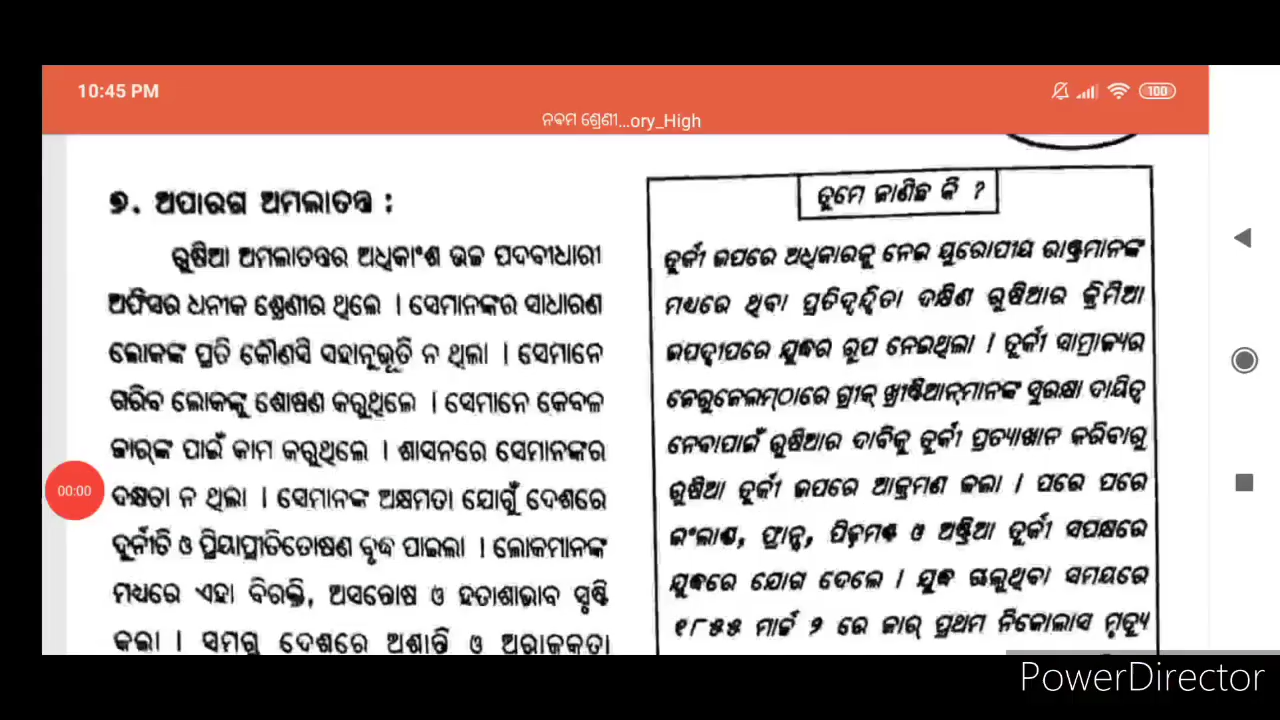 10:45 PM
100
ନବମ ଶ୍ରେଣୀ...ory_High
୭. ଅପାରଗ ଅମଲାତନ୍ତ୍ର :
ରୁଷିଆ ଅମଲାତନ୍ତ୍ରର ଅଧିକାଂଶ ଉଚ୍ଚ ପଦବୀଧାରୀ
ଅଫିସର ଧନୀକ ଶ୍ରେଣୀର ଥିଲେ । ସେମାନଙ୍କର ସାଧାରଣ
ଲୋକଙ୍କ ପ୍ରତି କୌଣସି ସହାନୁଭୂତି ନ ଥିଲା । ସେମାନେ
ଗରିବ ଲୋକଙ୍କୁ ଶୋଷଣ କରୁଥିଲେ । ସେମାନେ କେବଳ
ଜାର୍‌ଙ୍କ ପାଇଁ କାମ କରୁଥିଲେ । ଶାସନରେ ସେମାନଙ୍କର
ଦକ୍ଷତା ନ ଥିଲା । ସେମାନଙ୍କ ଅକ୍ଷମତା ଯୋଗୁଁ ଦେଶରେ
ଦୁର୍ନୀତି ଓ ପ୍ରିୟାପ୍ରୀତିତୋଷଣ ବୃଦ୍ଧି ପାଇଲା । ଲୋକମାନଙ୍କ
ମଧ୍ୟରେ ଏହା ବିରକ୍ତି, ଅସନ୍ତୋଷ ଓ ହତାଶାଭାବ ସୃଷ୍ଟି
କଲା । ସମଗ୍ର ଦେଶରେ ଅଶାନ୍ତି ଓ ଅରାଜକତା
ତୁମେ ଜାଣିଛ କି ?
ତୁର୍କୀ ଉପରେ ଅଧିକାରକୁ ନେଇ ୟୁରୋପୀୟ ରାଷ୍ଟ୍ରମାନଙ୍କ
ମଧ୍ୟରେ ଥିବା ପ୍ରତିଦ୍ୱନ୍ଦ୍ୱିତା ଦକ୍ଷିଣ ରୁଷିଆର କ୍ରିମିଆ
ଉପଦ୍ୱୀପରେ ଯୁଦ୍ଧର ରୂପ ନେଇଥିଲା । ତୁର୍କୀ ସାମ୍ରାଜ୍ୟର
ଜେରୁଜେଲମ୍‌ଠାରେ ଗ୍ରୀକ୍ ଖ୍ରୀଷ୍ଟିଆନ୍‌ମାନଙ୍କ ସୁରକ୍ଷା ଦାୟିତ୍ୱ
ନେବାପାଇଁ ରୁଷିଆର ଦାବିକୁ ତୁର୍କୀ ପ୍ରତ୍ୟାଖାନ କରିବାରୁ
ରୁଷିଆ ତୁର୍କୀ ଉପରେ ଆକ୍ରମଣ କଲା । ପରେ ପରେ
ଇଂଲାଣ୍ଡ, ଫ୍ରାନ୍ସ, ପିଡ଼ମଣ୍ଟ ଓ ଅଷ୍ଟ୍ରିଆ ତୁର୍କୀ ସପକ୍ଷରେ
ଯୁଦ୍ଧରେ ଯୋଗ ଦେଲେ । ଯୁଦ୍ଧ ଚାଲୁଥିବା ସମୟରେ
୧୮୫୫ ମାର୍ଚ୍ଚ ୨ ରେ ଜାର୍ ପ୍ରଥମ ନିକୋଲାସ ମୃତ୍ୟୁ
00:00
PowerDirector